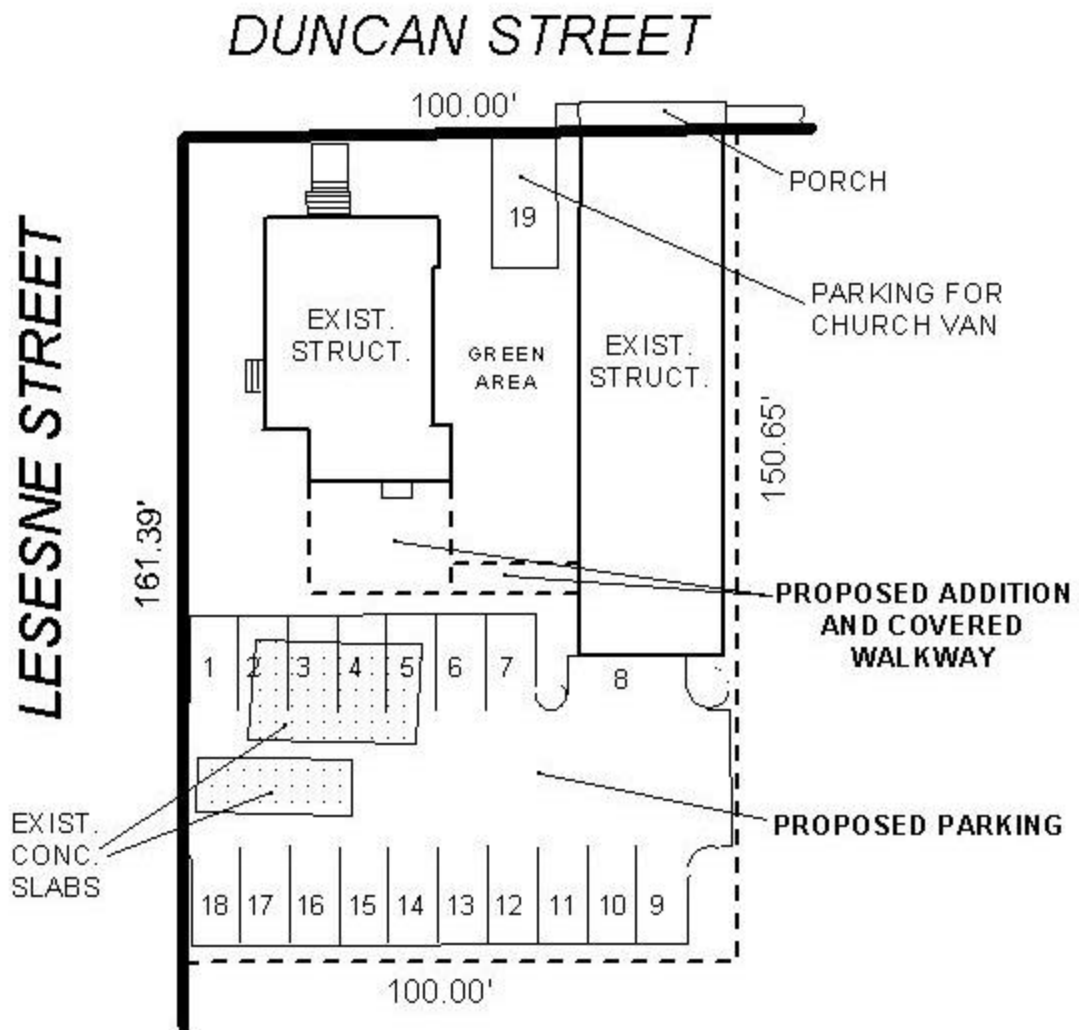 DUNCAN STREET
100.00'
PORCH
19
PARKING FOR
CHURCH VAN
LESESNE STREET
EXIST.
STRUCT.
GREEN
AREA
EXIST.
STRUCT.
150.65'
161.39'
PROPOSED ADDITION
AND COVERED
WALKWAY
1 2 3 4 5 6 7 8
EXIST.
CONC.
SLABS
PROPOSED PARKING
18 17 16 15 14 13 12 11 10 9
100.00'